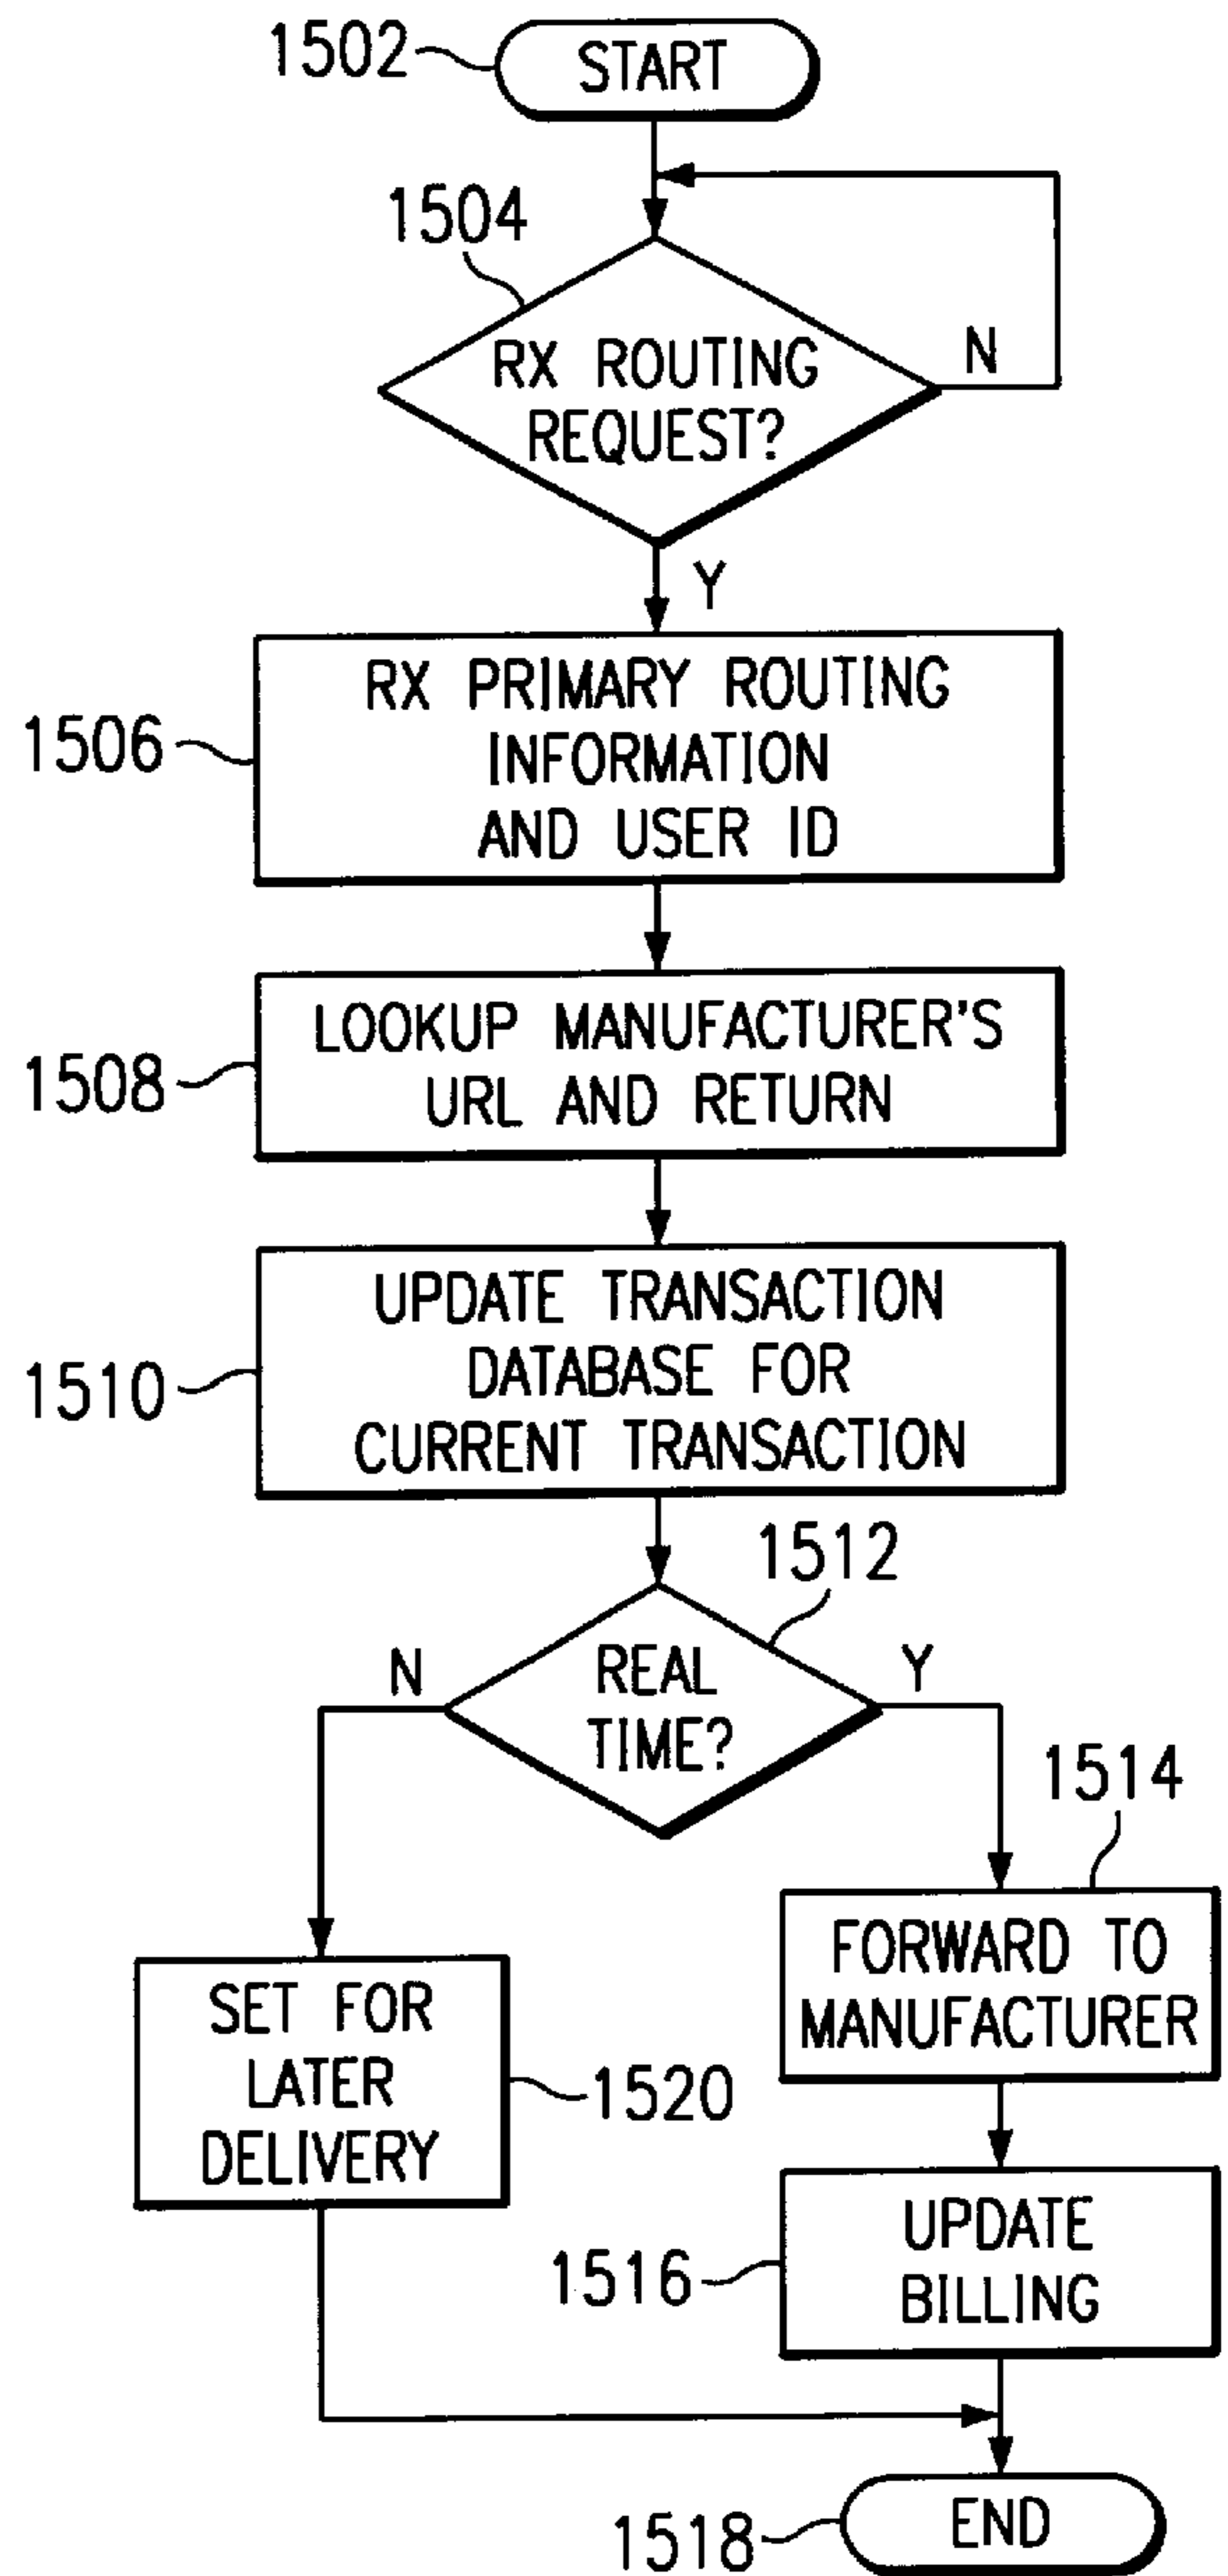 1502
START
1504
RX ROUTING
REQUEST?
N
Y
RX PRIMARY ROUTING
INFORMATION
AND USER ID
1506
LOOKUP MANUFACTURER'S
URL AND RETURN
1508
UPDATE TRANSACTION
DATABASE FOR
CURRENT TRANSACTION
1510
1512
N
REAL
TIME?
Y
1514
FORWARD TO
MANUFACTURER
SET FOR
LATER
DELIVERY
1520
UPDATE
BILLING
1516
END
1518